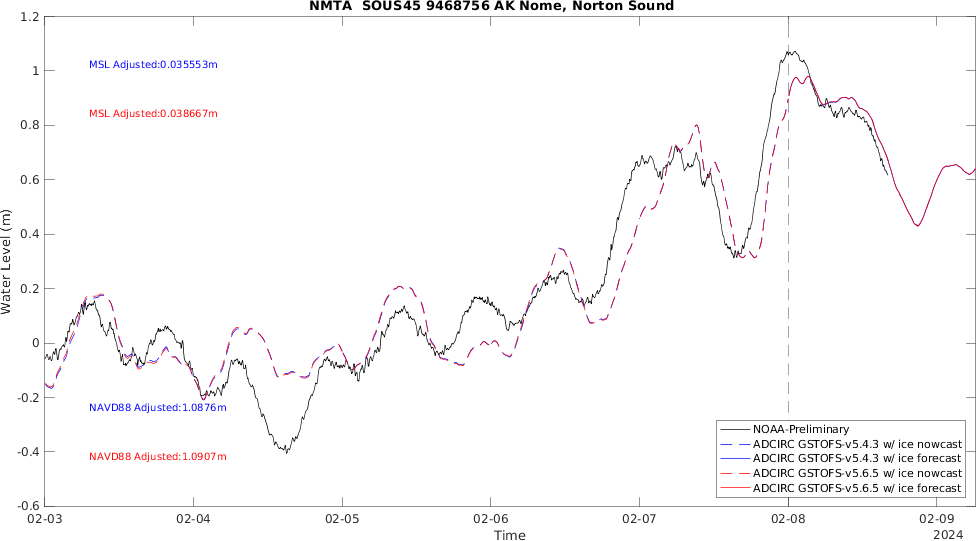 NMTA SOUS45 9468756 AK Nome, Norton Sound
1.2
1
0.8
0.6
0.4
0.2
0
-0.2
-0.4
-0.6
Water Level (m)
MSL Adjusted:0.035553m
MSL Adjusted:0.038667m
NAVD88 Adjusted:1.0876m
NAVD88 Adjusted:1.0907m
NOAA-Preliminary
ADCIRC GSTOFS-v5.4.3 w/ ice nowcast
ADCIRC GSTOFS-v5.4.3 w/ ice forecast
ADCIRC GSTOFS-v5.6.5 w/ ice nowcast
ADCIRC GSTOFS-v5.6.5 w/ ice forecast
02-03 02-04 02-05 02-06 02-07 02-08 02-09
Time
2024